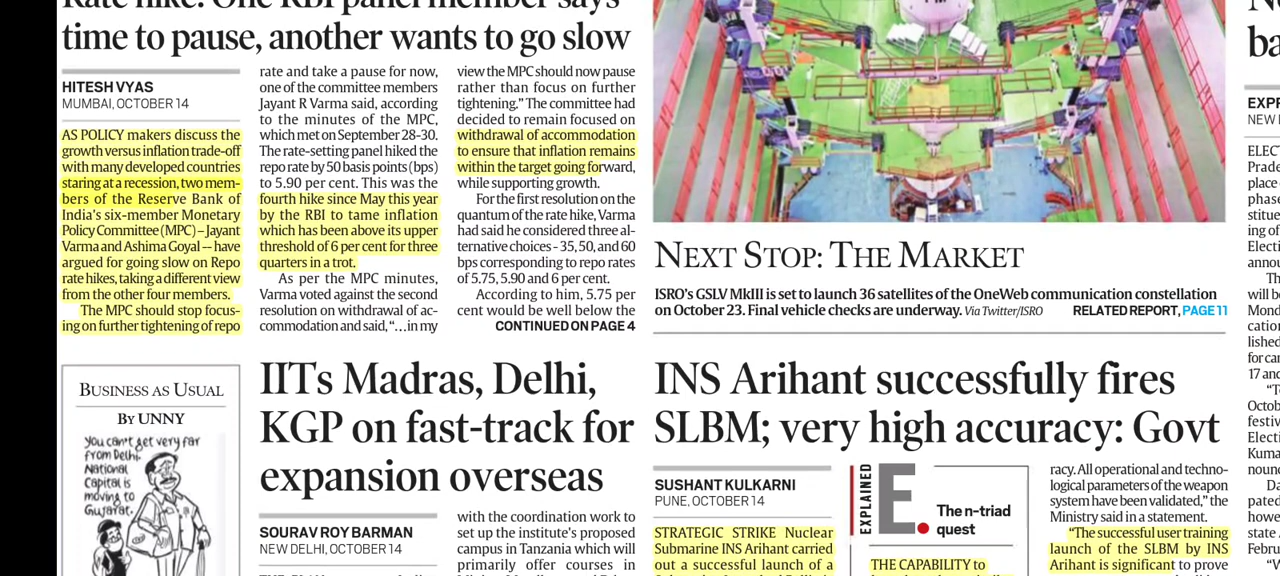 Rate hike: One RBI panel member says
time to pause, another wants to go slow
HITESH VYAS
MUMBAI, OCTOBER 14
AS POLICY makers discuss the
growth versus inflation trade-off
with many developed countries
staring at a recession, two mem-
bers of the Reserve Bank of
India's six-member Monetary
Policy Committee (MPC) – Jayant
Varma and Ashima Goyal -- have
argued for going slow on Repo
rate hikes, taking a different view
from the other four members.
The MPC should stop focus-
ing on further tightening of repo
rate and take a pause for now,
one of the committee members
Jayant R Varma said, according
to the minutes of the MPC,
which met on September 28-30.
The rate-setting panel hiked the
repo rate by 50 basis points (bps)
to 5.90 per cent. This was the
fourth hike since May this year
by the RBI to tame inflation
which has been above its upper
threshold of 6 per cent for three
quarters in a trot.
As per the MPC minutes,
Varma voted against the second
resolution on withdrawal of ac-
commodation and said, “…in my
view the MPC should now pause
rather than focus on further
tightening.” The committee had
decided to remain focused on
withdrawal of accommodation
to ensure that inflation remains
within the target going forward,
while supporting growth.
For the first resolution on the
quantum of the rate hike, Varma
had said he considered three al-
ternative choices - 35, 50, and 60
bps corresponding to repo rates
of 5.75, 5.90 and 6 per cent.
According to him, 5.75 per
cent would be well below the
CONTINUED ON PAGE 4
NEXT STOP: THE MARKET
ISRO's GSLV MkIII is set to launch 36 satellites of the OneWeb communication constellation
on October 23. Final vehicle checks are underway. Via Twitter/ISRO
RELATED REPORT, PAGE 11
BUSINESS AS USUAL
BY UNNY
You can't get very far
from Delhi.
National
Capital is
moving to
Gujarat.
IITs Madras, Delhi,
KGP on fast-track for
expansion overseas
SOURAV ROY BARMAN
NEW DELHI, OCTOBER 14
with the coordination work to
set up the institute's proposed
campus in Tanzania which will
primarily offer courses in
INS Arihant successfully fires
SLBM; very high accuracy: Govt
SUSHANT KULKARNI
PUNE, OCTOBER 14
STRATEGIC STRIKE Nuclear
Submarine INS Arihant carried
out a successful launch of a
EXPLAINED
E.
The n-triad
quest
THE CAPABILITY to
racy. All operational and techno-
logical parameters of the weapon
system have been validated,” the
Ministry said in a statement.
“The successful user training
launch of the SLBM by INS
Arihant is significant to prove